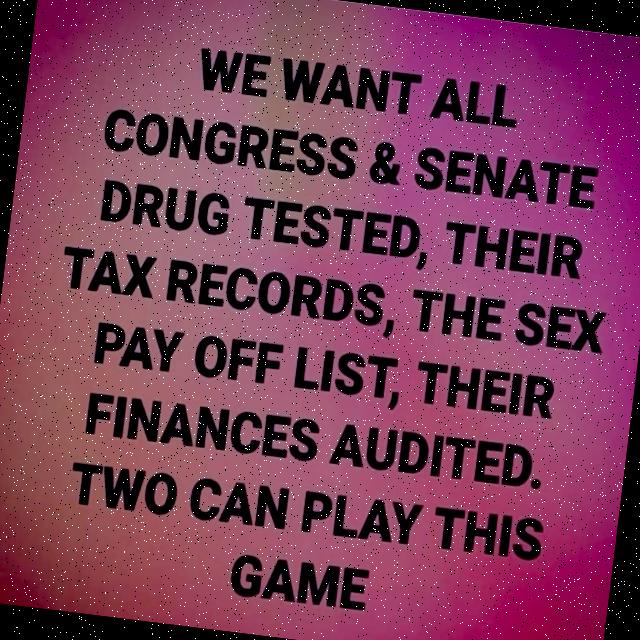 WE WANT ALL
CONGRESS & SENATE
DRUG TESTED, THEIR
TAX RECORDS, THE SEX
PAY OFF LIST, THEIR
FINANCES AUDITED.
TWO CAN PLAY THIS
GAME